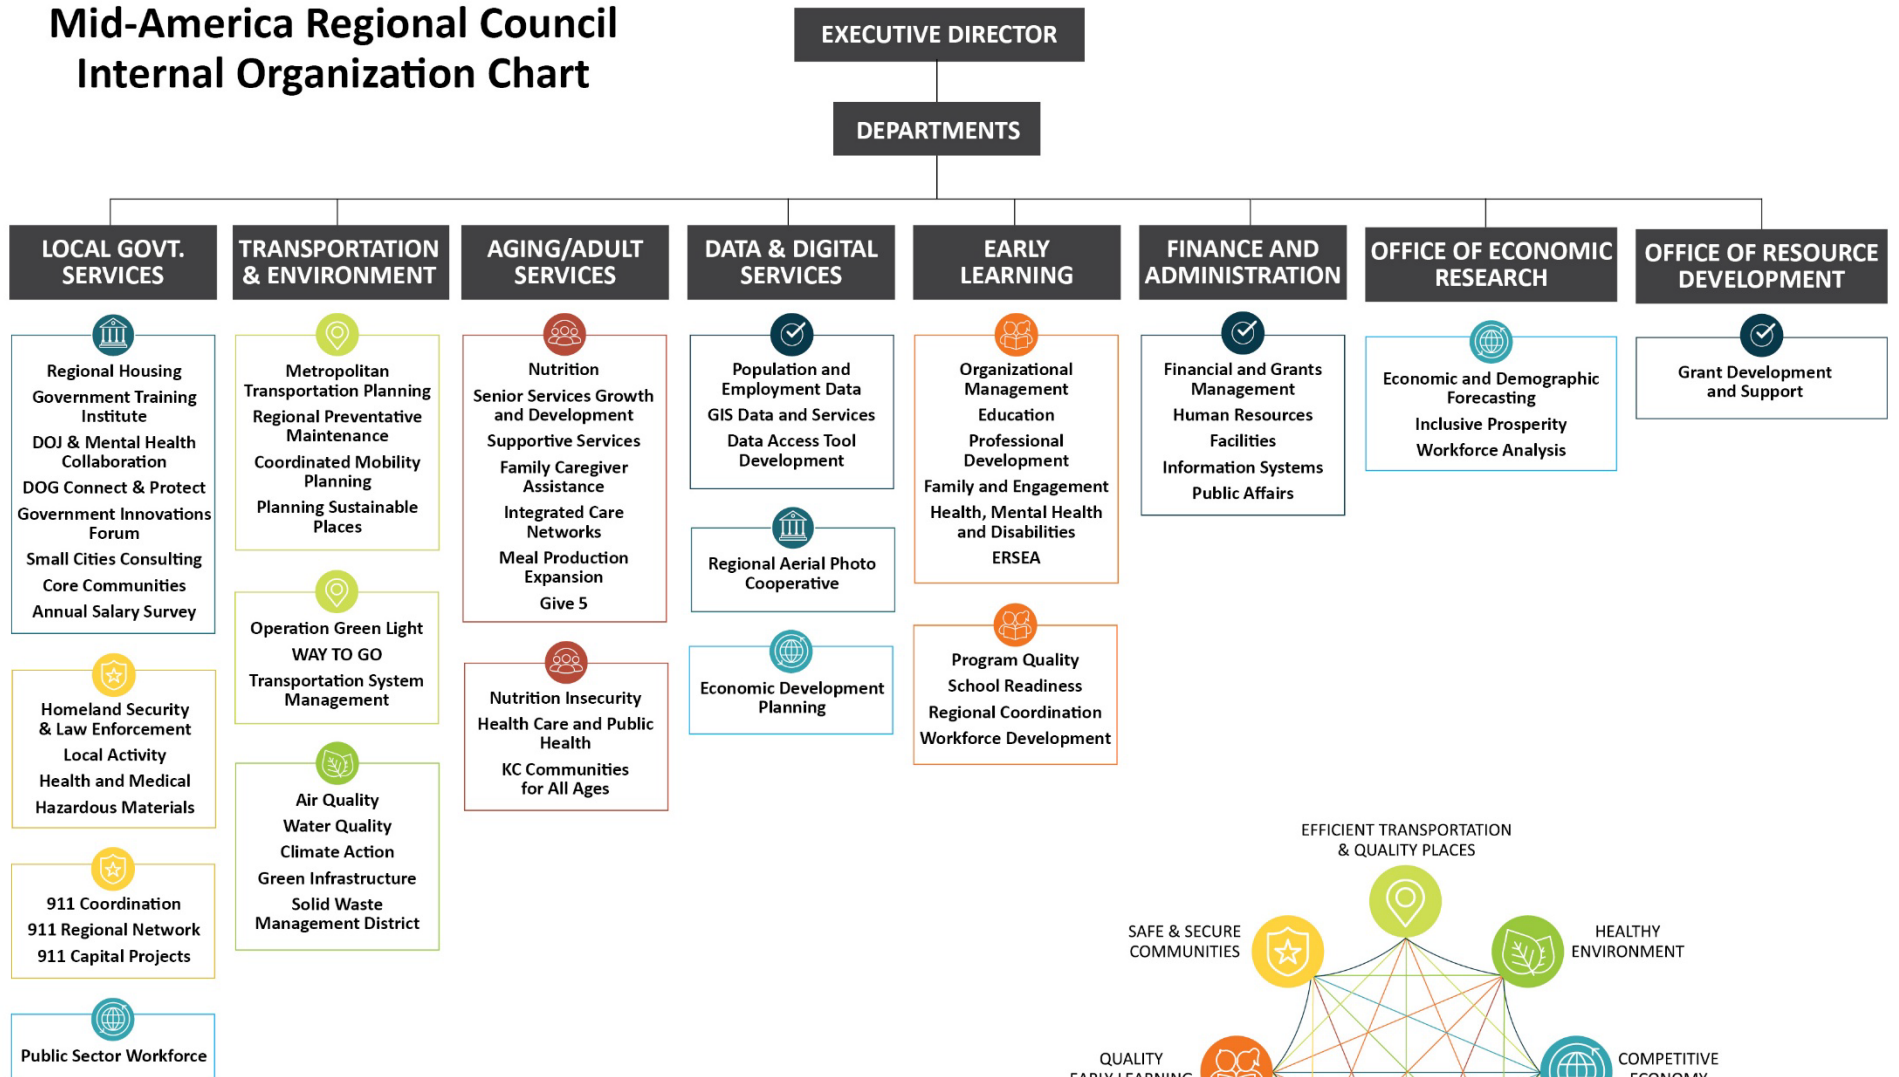 Mid-America Regional Council
Internal Organization Chart
EXECUTIVE DIRECTOR
DEPARTMENTS
LOCAL GOVT.
SERVICES
Regional Housing
Government Training
Institute
DOJ & Mental Health
Collaboration
DOG Connect & Protect
Government Innovations
Forum
Small Cities Consulting
Core Communities
Annual Salary Survey
Homeland Security
& Law Enforcement
Local Activity
Health and Medical
Hazardous Materials
911 Coordination
911 Regional Network
911 Capital Projects
Public Sector Workforce
TRANSPORTATION
& ENVIRONMENT
Metropolitan
Transportation Planning
Regional Preventative
Maintenance
Coordinated Mobility
Planning
Planning Sustainable
Places
Operation Green Light
WAY TO GO
Transportation System
Management
Air Quality
Water Quality
Climate Action
Green Infrastructure
Solid Waste
Management District
AGING/ADULT
SERVICES
Nutrition
Senior Services Growth
and Development
Supportive Services
Family Caregiver
Assistance
Integrated Care
Networks
Meal Production
Expansion
Give 5
Nutrition Insecurity
Health Care and Public
Health
KC Communities
for All Ages
DATA & DIGITAL
SERVICES
Population and
Employment Data
GIS Data and Services
Data Access Tool
Development
Regional Aerial Photo
Cooperative
Economic Development
Planning
EARLY
LEARNING
Organizational
Management
Education
Professional
Development
Family and Engagement
Health, Mental Health
and Disabilities
ERSEA
Program Quality
School Readiness
Regional Coordination
Workforce Development
FINANCE AND
ADMINISTRATION
Financial and Grants
Management
Human Resources
Facilities
Information Systems
Public Affairs
OFFICE OF ECONOMIC
RESEARCH
Economic and Demographic
Forecasting
Inclusive Prosperity
Workforce Analysis
OFFICE OF RESOURCE
DEVELOPMENT
Grant Development
and Support
EFFICIENT TRANSPORTATION
& QUALITY PLACES
SAFE & SECURE
COMMUNITIES
HEALTHY
ENVIRONMENT
QUALITY
EARLY LEARNING
COMPETITIVE
ECONOMY